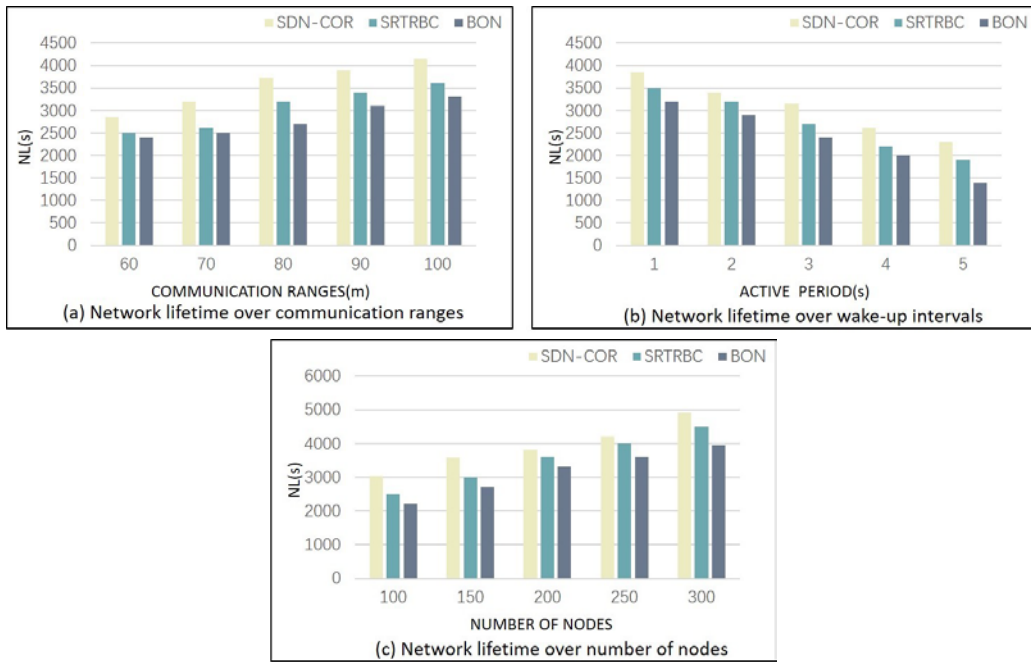 SDN-COR SRTRBC BON
4500
4000
3500
3000
2500
2000
1500
1000
500
0
NL(s)
60 70 80 90 100
COMMUNICATION RANGES(m)
(a) Network lifetime over communication ranges
SDN-COR SRTRBC BON
4500
4000
3500
3000
2500
2000
1500
1000
500
0
NL(s)
1 2 3 4 5
ACTIVE PERIOD(s)
(b) Network lifetime over wake-up intervals
SDN-COR SRTRBC BON
6000
5000
4000
3000
2000
1000
0
NL(s)
100 150 200 250 300
NUMBER OF NODES
(c) Network lifetime over number of nodes